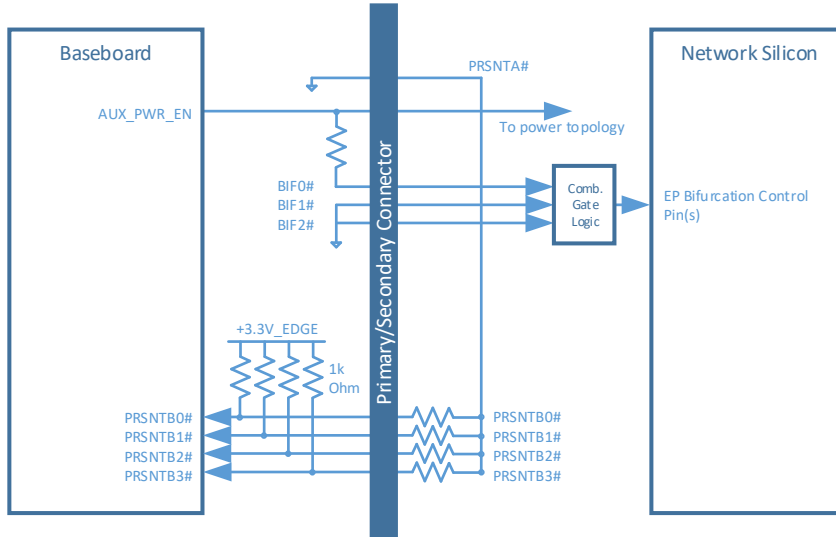 Baseboard
Network Silicon
PRSNTA#
AUX_PWR_EN
To power topology
Primary/Secondary Connector
BIF0#
BIF1#
BIF2#
Comb.
Gate
Logic
EP Bifurcation Control
Pin(s)
+3.3V_EDGE
1k
Ohm
PRSNTB0#
PRSNTB1#
PRSNTB2#
PRSNTB3#
PRSNTB0#
PRSNTB1#
PRSNTB2#
PRSNTB3#